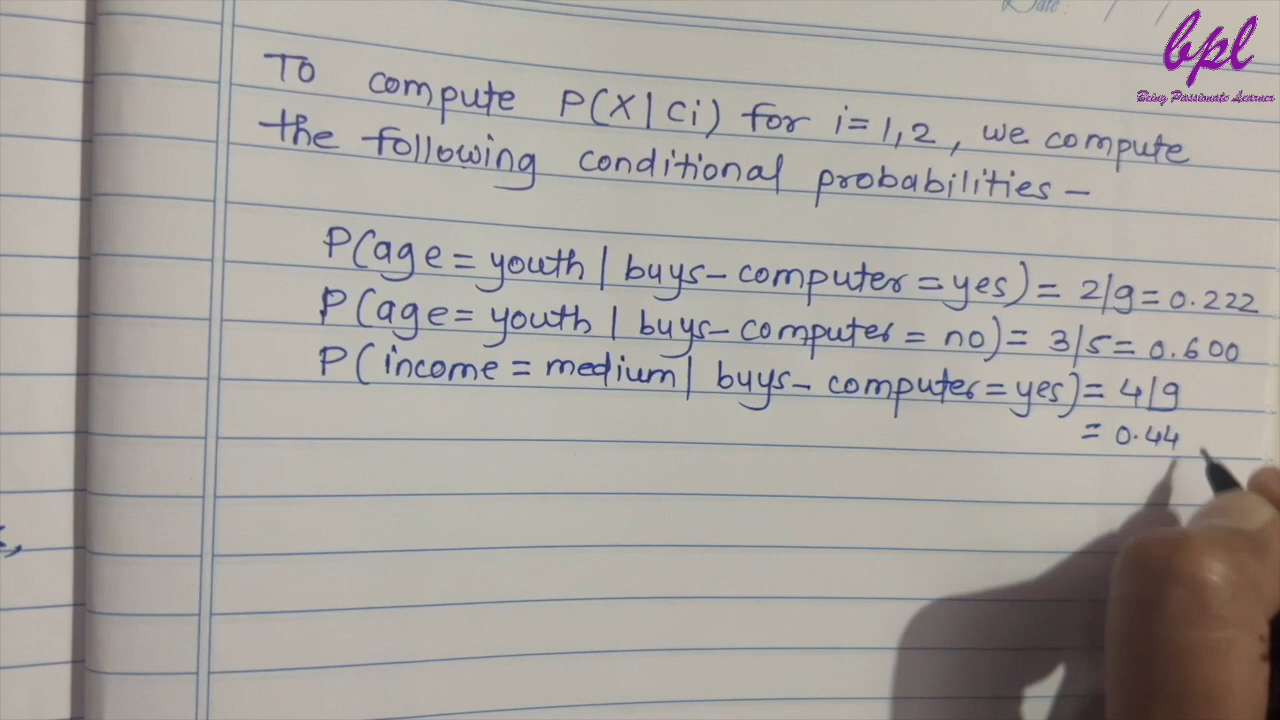 Date: / /
bpl
Being Passionate Learner
To compute P(X|Ci) for i=1,2, we compute
the following conditional probabilities –
P(age = youth | buys-computer = yes) = 2/9 = 0.222
P(age = youth | buys-computer = no) = 3/5 = 0.600
P(income = medium | buys-computer = yes) = 4/9
= 0.44